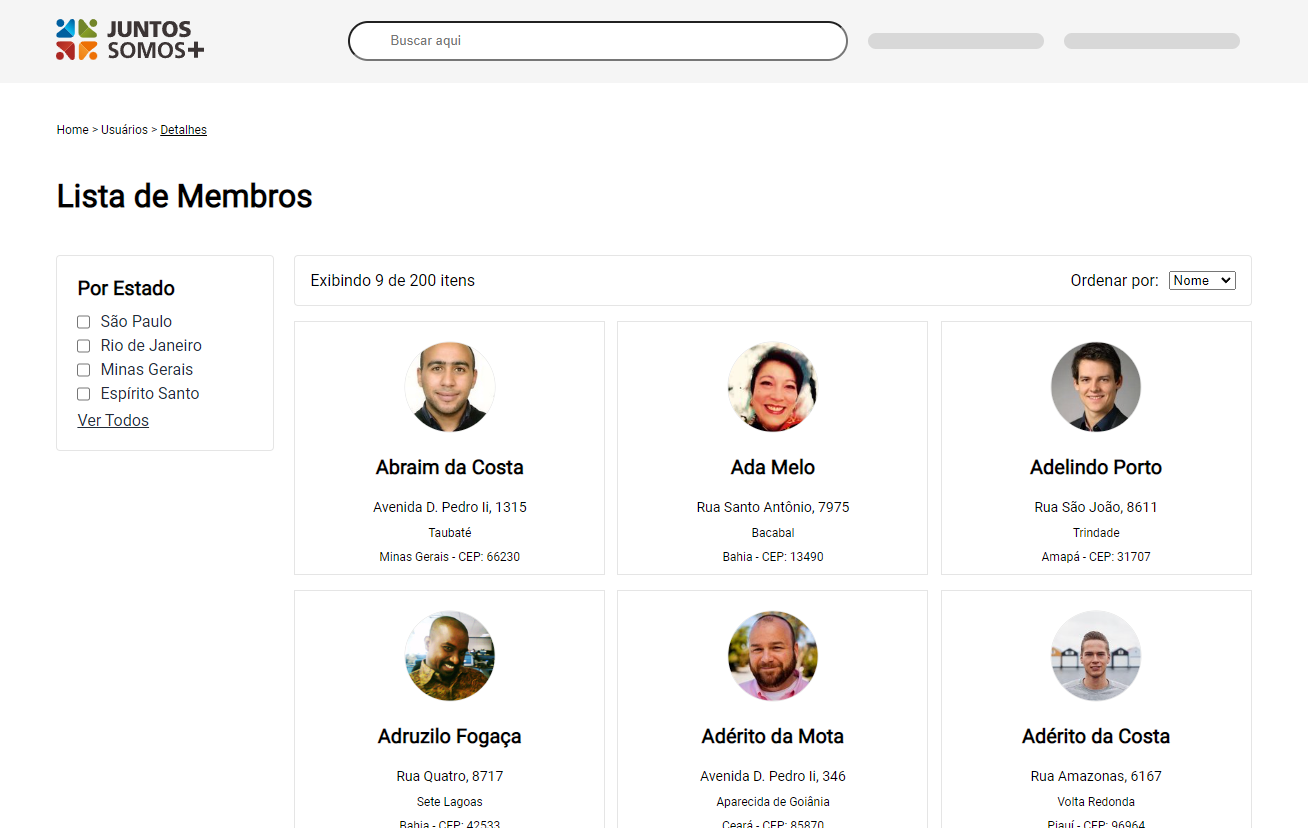 JUNTOS
SOMOS+
Buscar aqui
Home > Usuários > Detalhes
Lista de Membros
Por Estado
São Paulo
Rio de Janeiro
Minas Gerais
Espírito Santo
Ver Todos
Exibindo 9 de 200 itens
Ordenar por: Nome
Abraim da Costa
Avenida D. Pedro Ii, 1315
Taubaté
Minas Gerais - CEP: 66230
Ada Melo
Rua Santo Antônio, 7975
Bacabal
Bahia - CEP: 13490
Adelindo Porto
Rua São João, 8611
Trindade
Amapá - CEP: 31707
Adruzilo Fogaça
Rua Quatro, 8717
Sete Lagoas
Bahia - CEP: 42533
Adérito da Mota
Avenida D. Pedro Ii, 346
Aparecida de Goiânia
Ceará - CEP: 85870
Adérito da Costa
Rua Amazonas, 6167
Volta Redonda
Piauí - CEP: 96964